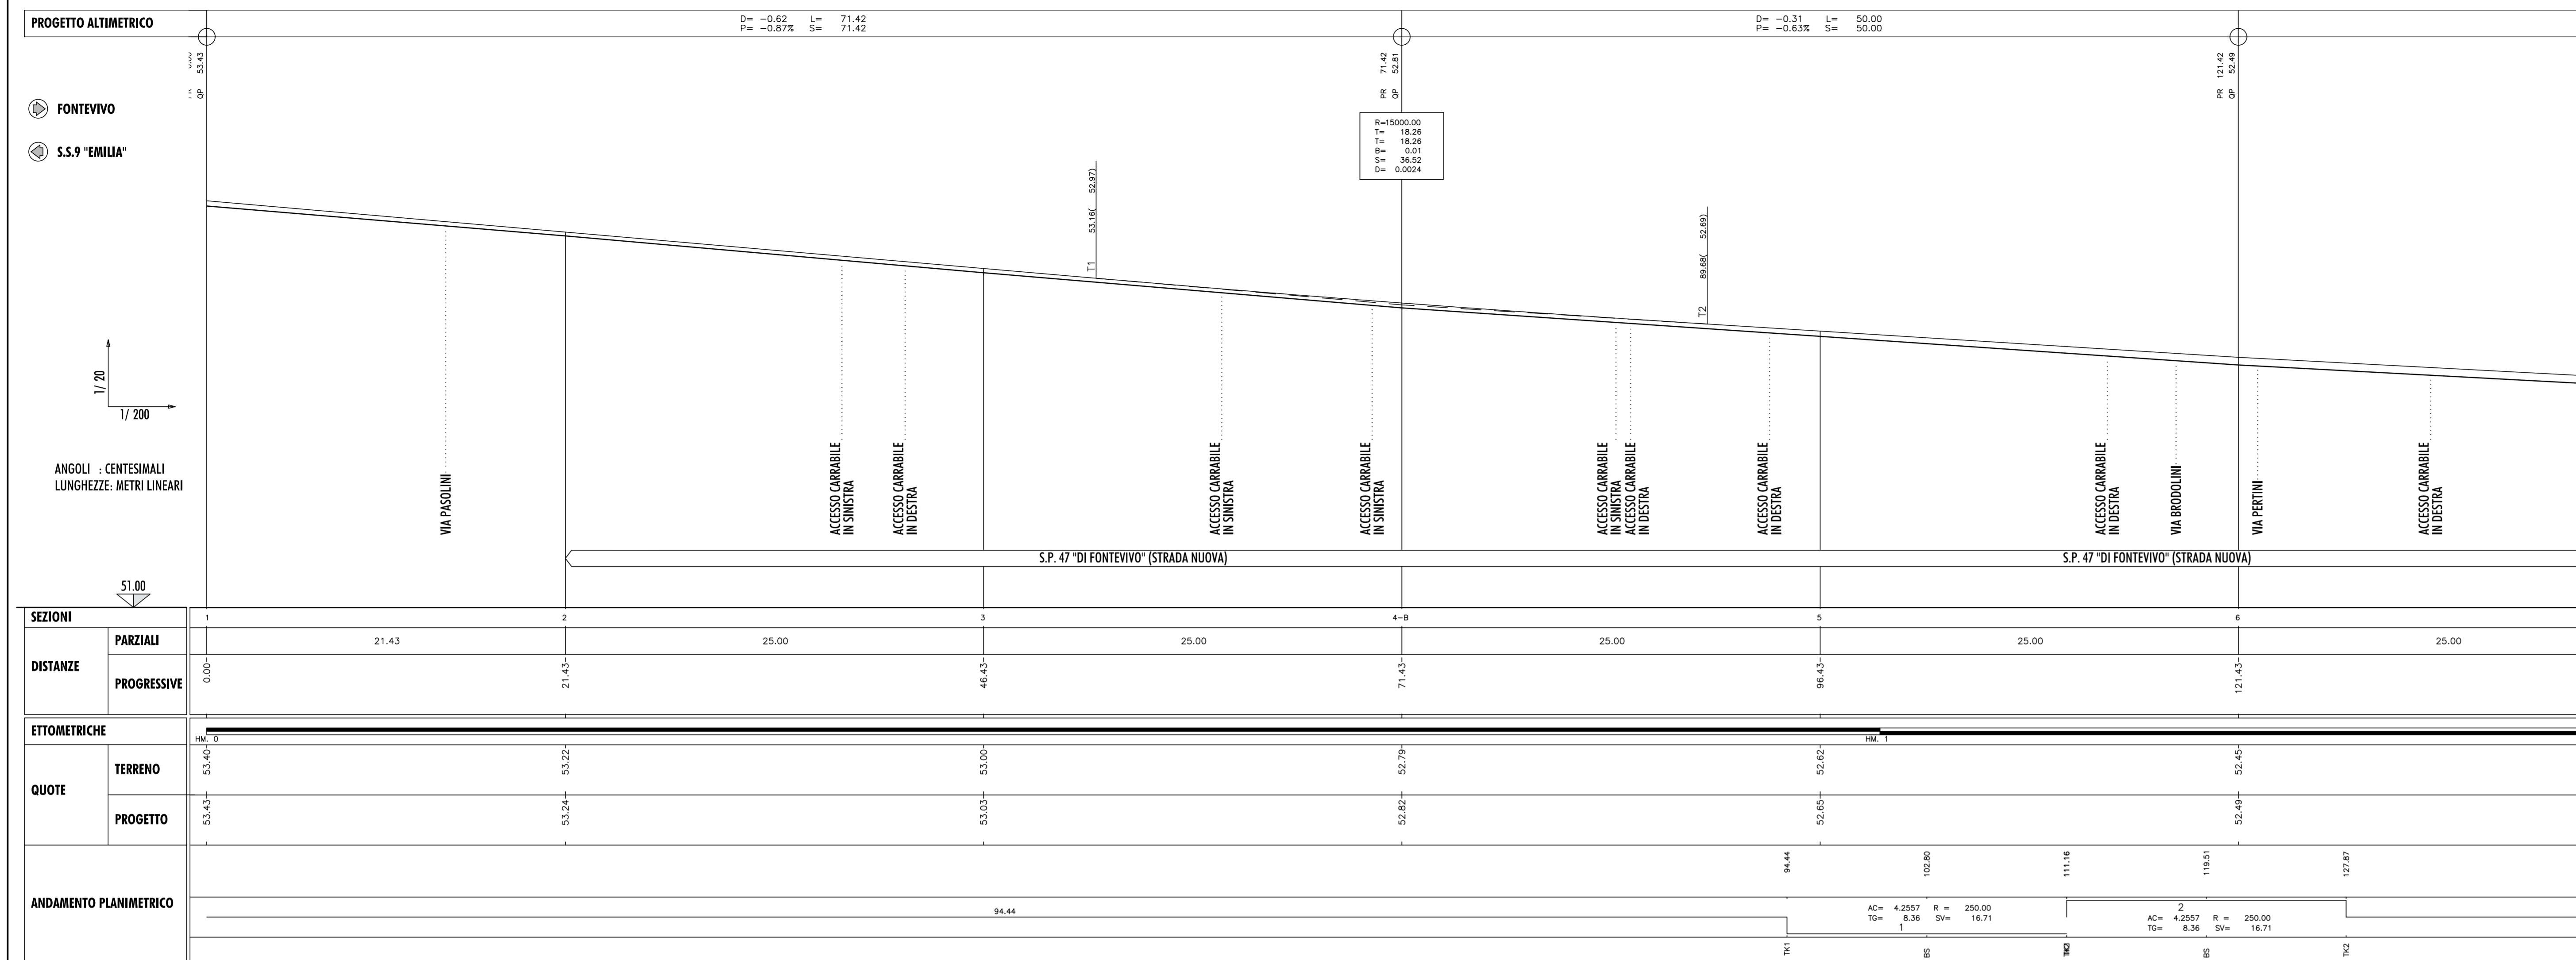 PROGETTO ALTIMETRICO
D= -0.62 L= 71.42
P= -0.87% S= 71.42
D= -0.31 L= 50.00
P= -0.63% S= 50.00
QP 53.43
PR 71.42
QP 52.81
PR 121.42
QP 52.49
FONTEVIVO
S.S.9 "EMILIA"
R=15000.00
T= 18.26
T= 18.26
B= 0.01
S= 36.52
D= 0.0024
T1 53.16( 52.97)
T2 89.68( 52.69)
1/ 20
1/ 200
ANGOLI : CENTESIMALI
LUNGHEZZE: METRI LINEARI
VIA PASOLINI
ACCESSO CARRABILE
IN SINISTRA
ACCESSO CARRABILE
IN DESTRA
ACCESSO CARRABILE
IN SINISTRA
ACCESSO CARRABILE
IN SINISTRA
ACCESSO CARRABILE
IN SINISTRA
ACCESSO CARRABILE
IN DESTRA
ACCESSO CARRABILE
IN DESTRA
ACCESSO CARRABILE
IN DESTRA
VIA BRODOLINI
VIA PERTINI
ACCESSO CARRABILE
IN DESTRA
S.P. 47 "DI FONTEVIVO" (STRADA NUOVA)
S.P. 47 "DI FONTEVIVO" (STRADA NUOVA)
51.00
SEZIONI 1 2 3 4-B 5 6
DISTANZE
PARZIALI 21.43 25.00 25.00 25.00 25.00 25.00
PROGRESSIVE 0.00 21.43 46.43 71.43 96.43 121.43
ETTOMETRICHE
HM. 0 HM. 1
QUOTE
TERRENO 53.40 53.22 53.00 52.79 52.62 52.45
PROGETTO 53.43 53.24 53.03 52.82 52.65 52.49
ANDAMENTO PLANIMETRICO
94.44 102.80 111.16 119.51 127.87
94.44
AC= 4.2557 R = 250.00
TG= 8.36 SV= 16.71
1
2
AC= 4.2557 R = 250.00
TG= 8.36 SV= 16.71
TK1 BS BS TK2